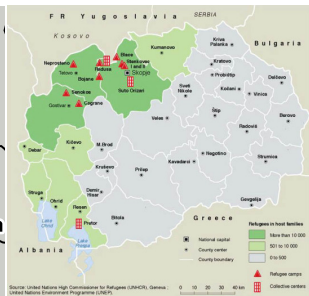 FR Yugoslavia
SERBIA
Kosovo
Bulgaria
Kumanovo
Kriva
Palanka
Neprosteno
Blace
Stenkovec
I and II
Radusa
Tetovo
Skopje
Bojane
Kratovo
Probistip
Delčevo
Suto Orizari
Sveti
Nikole
Kočani
Vinica
Senokos
Gostivar
Cegrane
Štip
Berovo
Veles
Radoviš
Debar
Kičevo
M.Brod
Negotino
Kavadarci
Strumica
Kruševo
Prilep
Struga
Ohrid
Demir
Hisar
Gevgelija
Resen
Pretor
Bitola
Lake
Ohrid
Lake
Prespa
Albania
Greece
National capital
County center
County boundary
Refugees in host families
More than 10 000
501 to 10 000
0 to 500
Refugee camps
Collective centers
0 10 20 30 40 km
Source: United Nations High Commissioner for Refugees (UNHCR), Geneva ;
United Nations Environment Programme (UNEP).